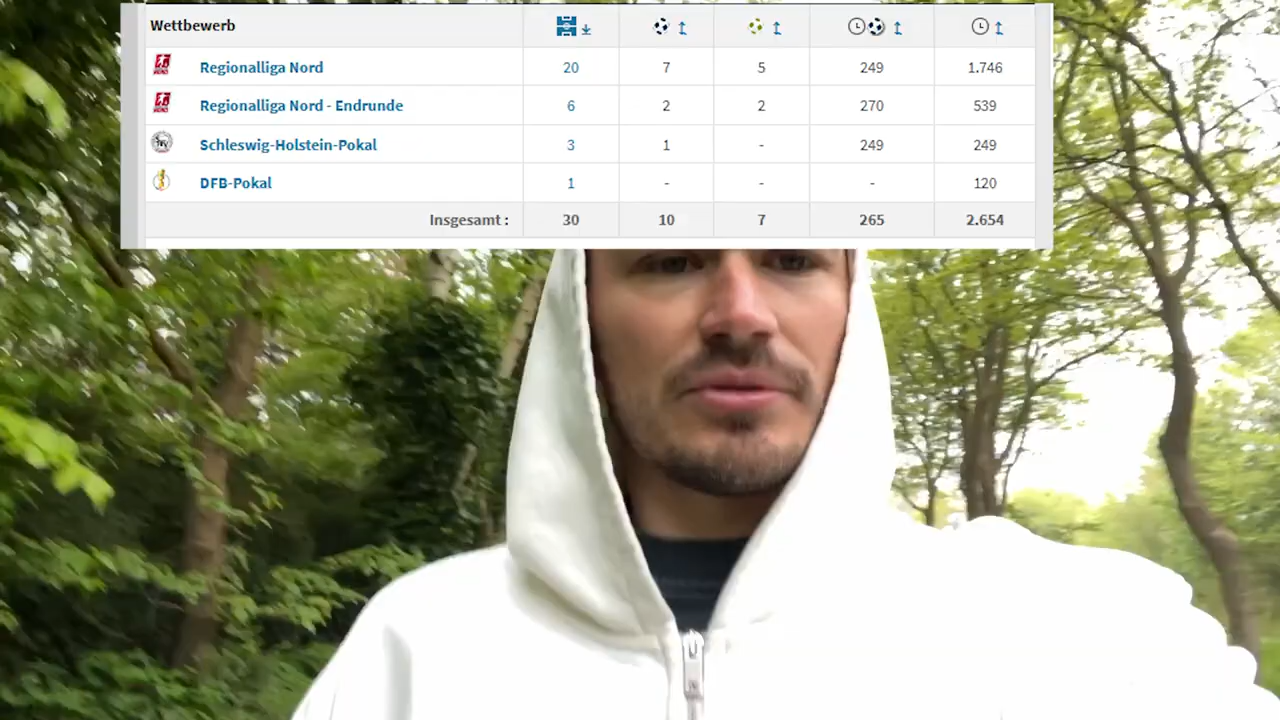 Wettbewerb
Regionalliga Nord 20 7 5 249 1.746
Regionalliga Nord - Endrunde 6 2 2 270 539
Schleswig-Holstein-Pokal 3 1 - 249 249
DFB-Pokal 1 - - - 120
Insgesamt : 30 10 7 265 2.654